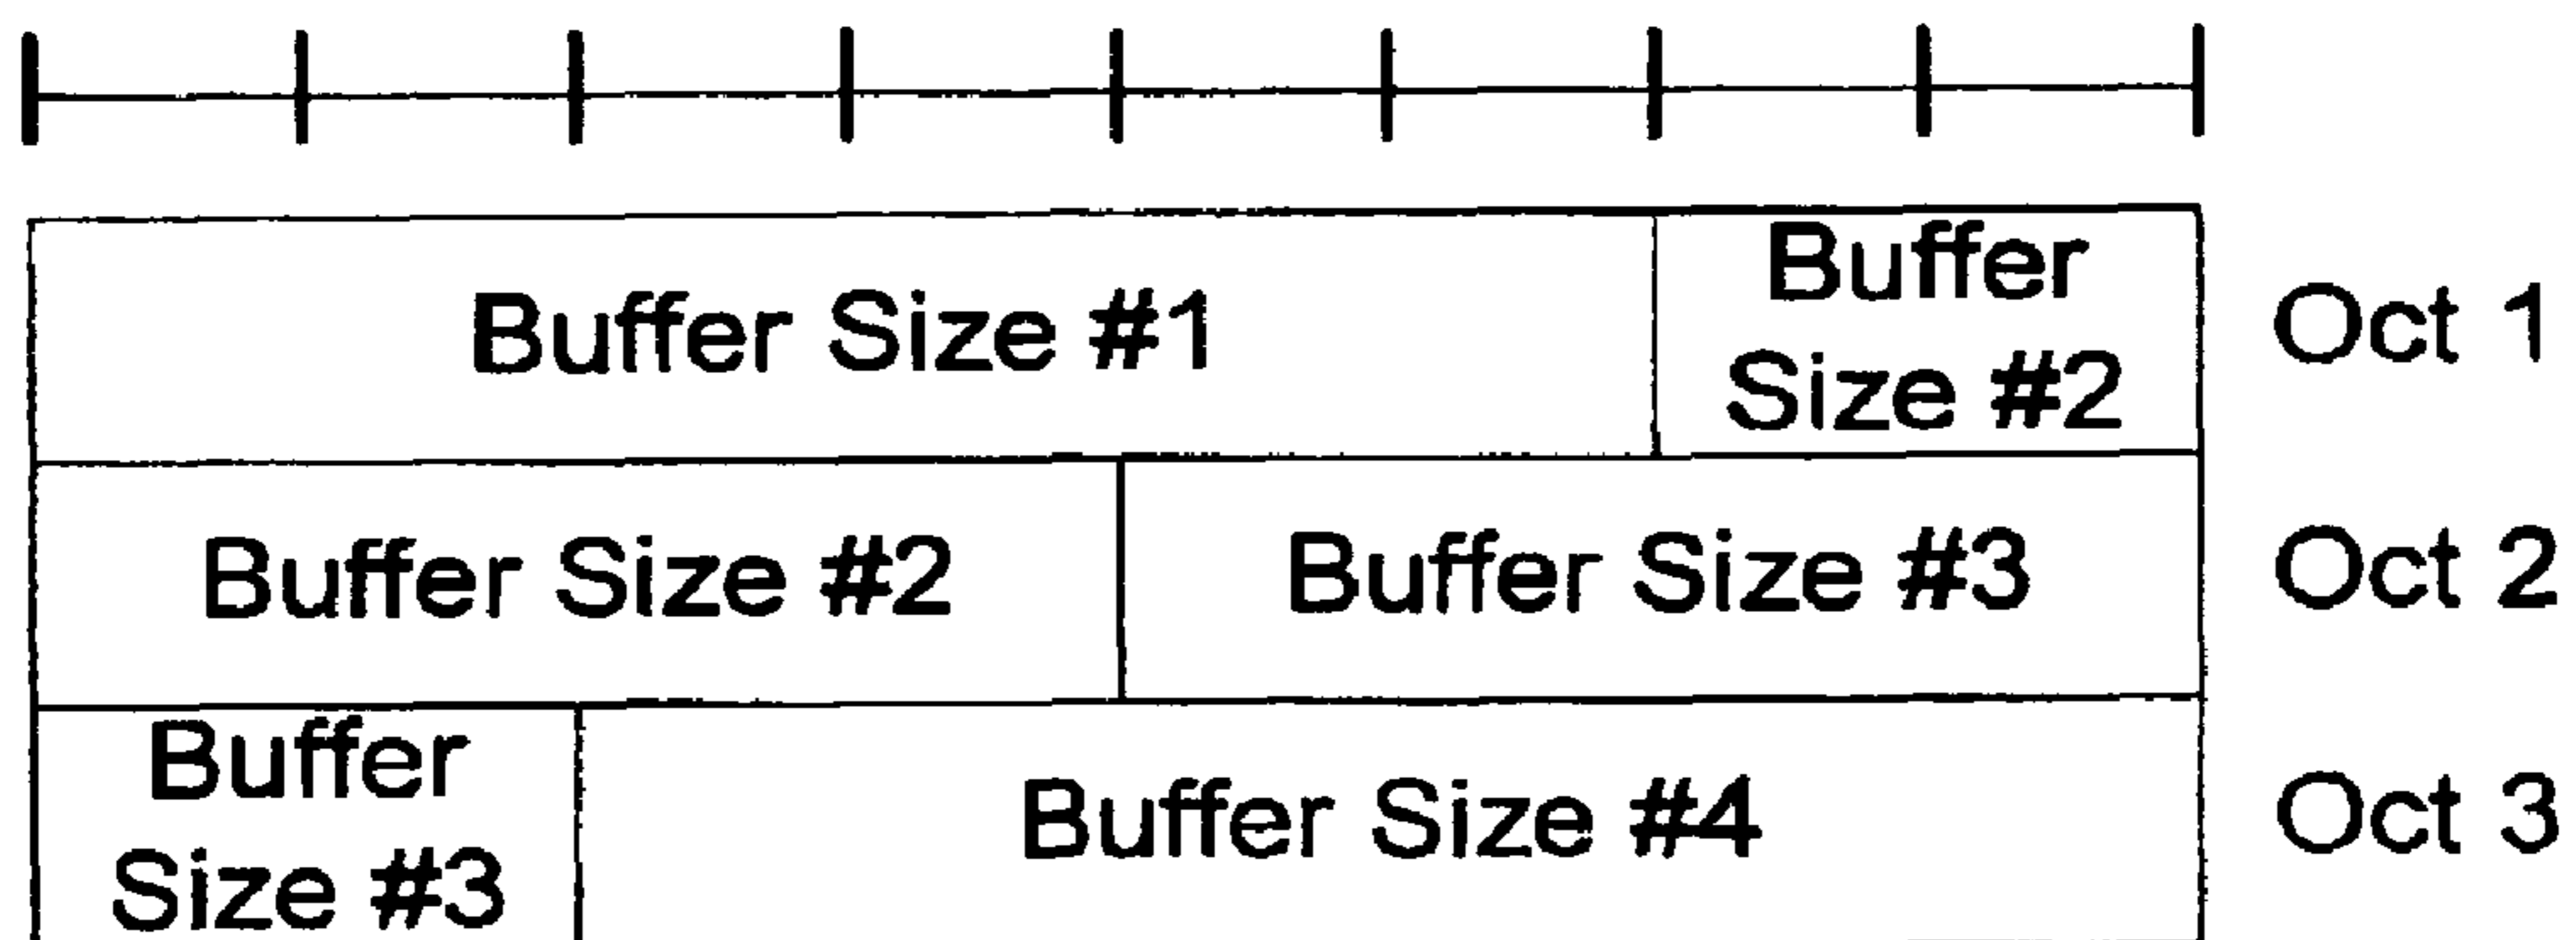 Buffer Size #1
Buffer
Size #2
Oct 1
Buffer Size #2
Buffer Size #3
Oct 2
Buffer
Size #3
Buffer Size #4
Oct 3